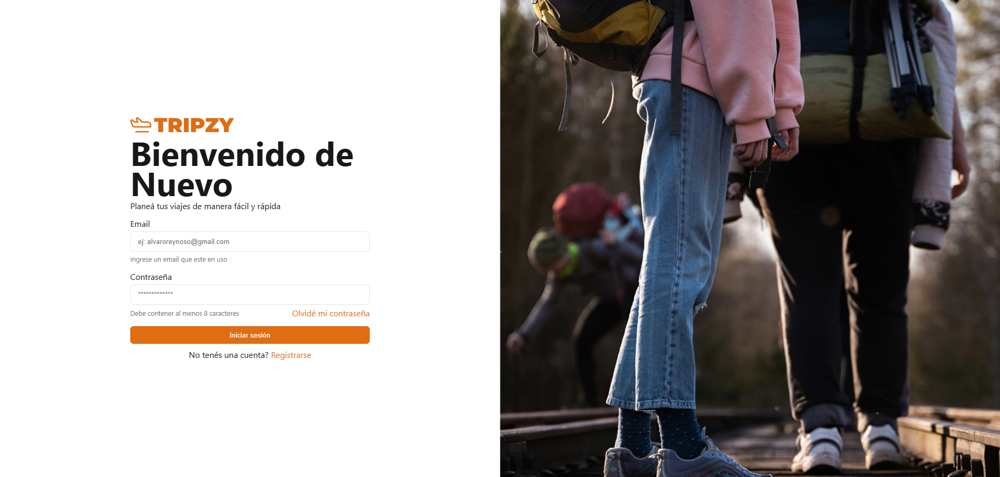 TRIPZY
Bienvenido de
Nuevo
Planeá tus viajes de manera fácil y rápida
Email
ej: alvaroreynoso@gmail.com
Ingrese un email que este en uso
Contraseña
*************
Debe contener al menos 8 caracteres
Olvidé mi contraseña
Iniciar sesión
No tenés una cuenta? Registrarse